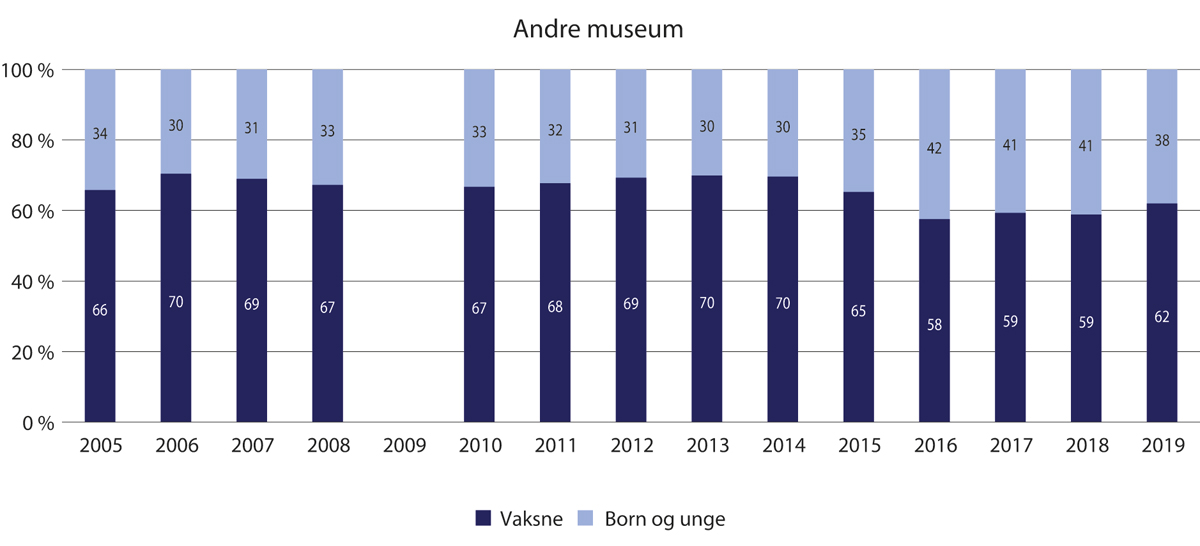 Andre museum
100 %
34 30 31 33 33 32 31 30 30 35 42 41 41 38
80 %
60 %
40 %
66 70 69 67 67 68 69 70 70 65 58 59 59 62
20 %
0 %
2005 2006 2007 2008 2009 2010 2011 2012 2013 2014 2015 2016 2017 2018 2019
Vaksne Born og unge